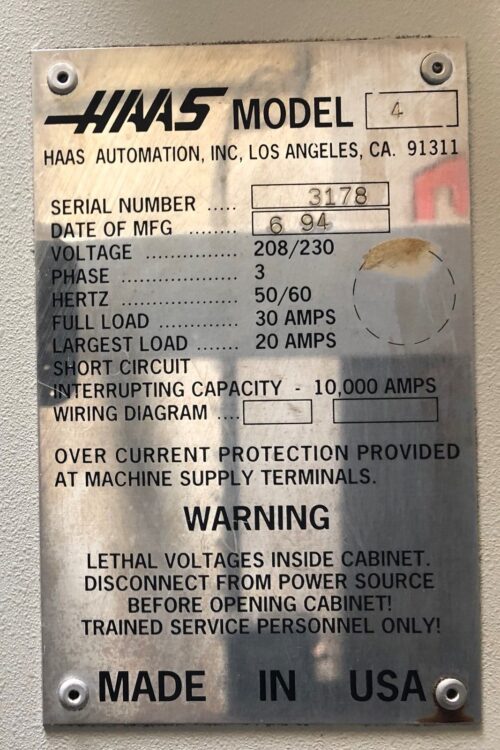 HAAS MODEL 4
HAAS AUTOMATION, INC, LOS ANGELES, CA. 91311
SERIAL NUMBER ..... 3178
DATE OF MFG ........ 6 94
VOLTAGE ............... 208/230
PHASE ................... 3
HERTZ ................... 50/60
FULL LOAD ............. 30 AMPS
LARGEST LOAD ....... 20 AMPS
SHORT CIRCUIT
INTERRUPTING CAPACITY - 10,000 AMPS
WIRING DIAGRAM ....
OVER CURRENT PROTECTION PROVIDED
AT MACHINE SUPPLY TERMINALS.
WARNING
LETHAL VOLTAGES INSIDE CABINET.
DISCONNECT FROM POWER SOURCE
BEFORE OPENING CABINET!
TRAINED SERVICE PERSONNEL ONLY!
MADE IN USA